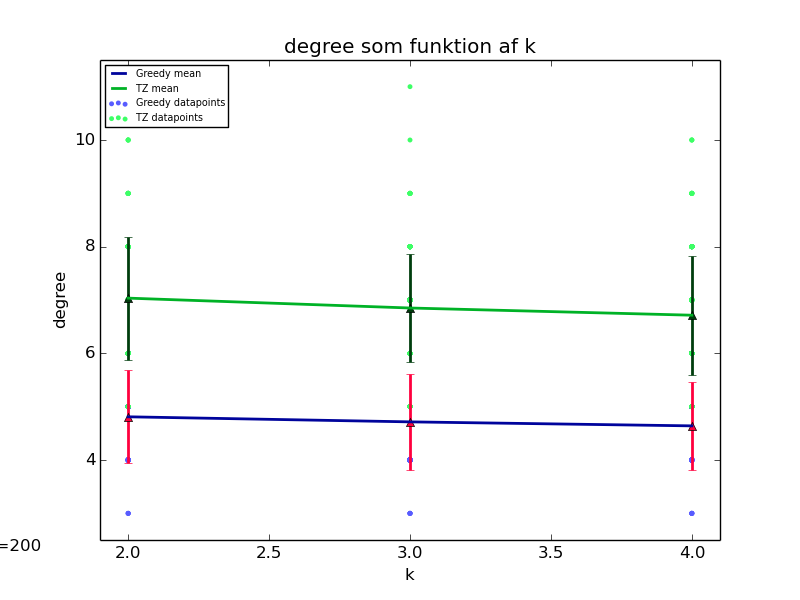 degree som funktion af k
Greedy mean
TZ mean
Greedy datapoints
TZ datapoints
10
8
6
4
degree
=200
2.0 2.5 3.0 3.5 4.0
k